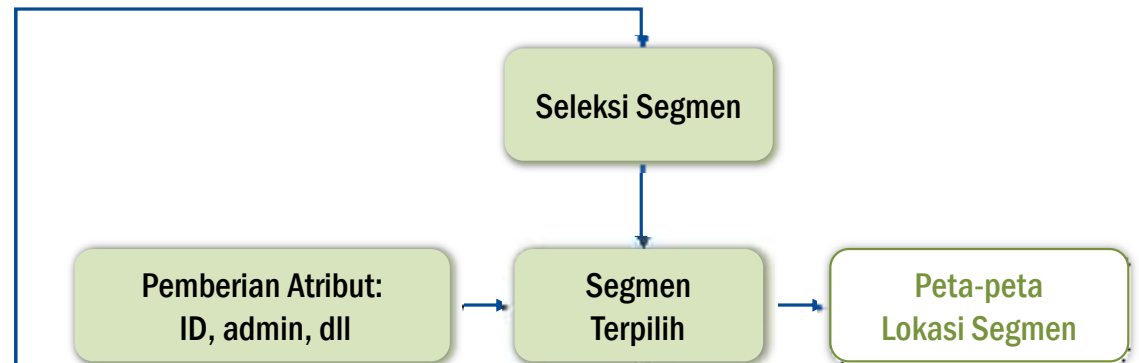 Seleksi Segmen
Pemberian Atribut:
ID, admin, dll
Segmen
Terpilih
Peta-peta
Lokasi Segmen